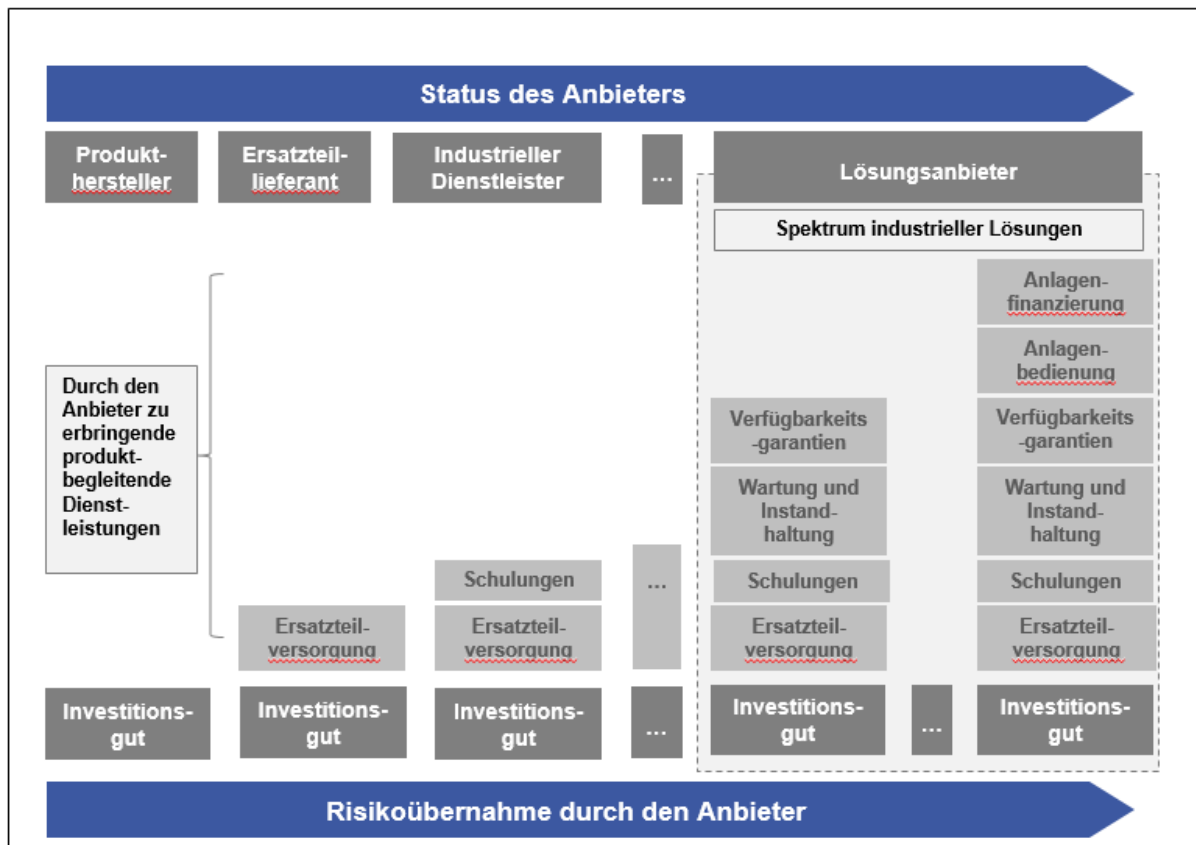 Status des Anbieters
Produkt-
hersteller
Ersatzteil-
lieferant
Industrieller
Dienstleister
...
Lösungsanbieter
Spektrum industrieller Lösungen
Durch den
Anbieter zu
erbringende
produkt-
begleitende
Dienst-
leistungen
Ersatzteil-
versorgung
Schulungen
Ersatzteil-
versorgung
...
Verfügbarkeits
-garantien
Wartung und
Instand-
haltung
Schulungen
Ersatzteil-
versorgung
Anlagen-
finanzierung
Anlagen-
bedienung
Verfügbarkeits
-garantien
Wartung und
Instand-
haltung
Schulungen
Ersatzteil-
versorgung
Investitions-
gut
Investitions-
gut
Investitions-
gut
...
Investitions-
gut
...
Investitions-
gut
Risikoübernahme durch den Anbieter